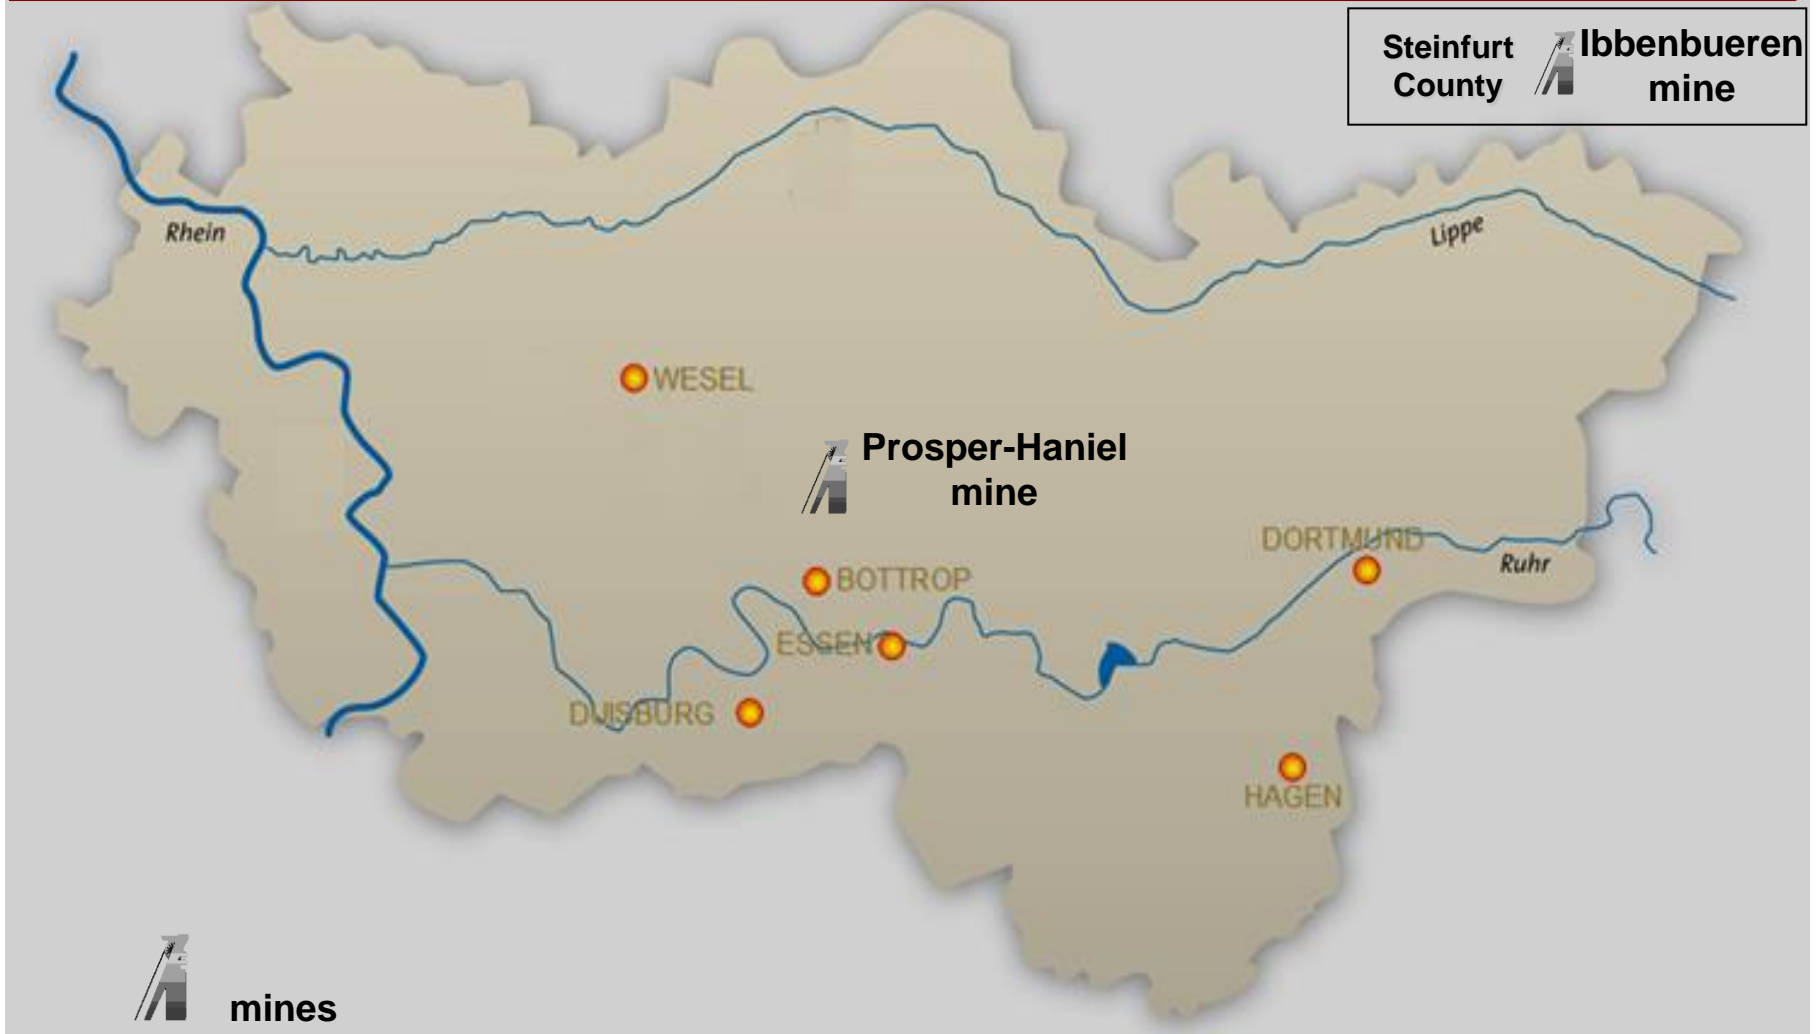 Steinfurt
County
Ibbenbueren
mine
Rhein
Lippe
WESEL
Prosper-Haniel
mine
DORTMUND
Ruhr
BOTTROP
ESSEN
DUISBURG
HAGEN
mines